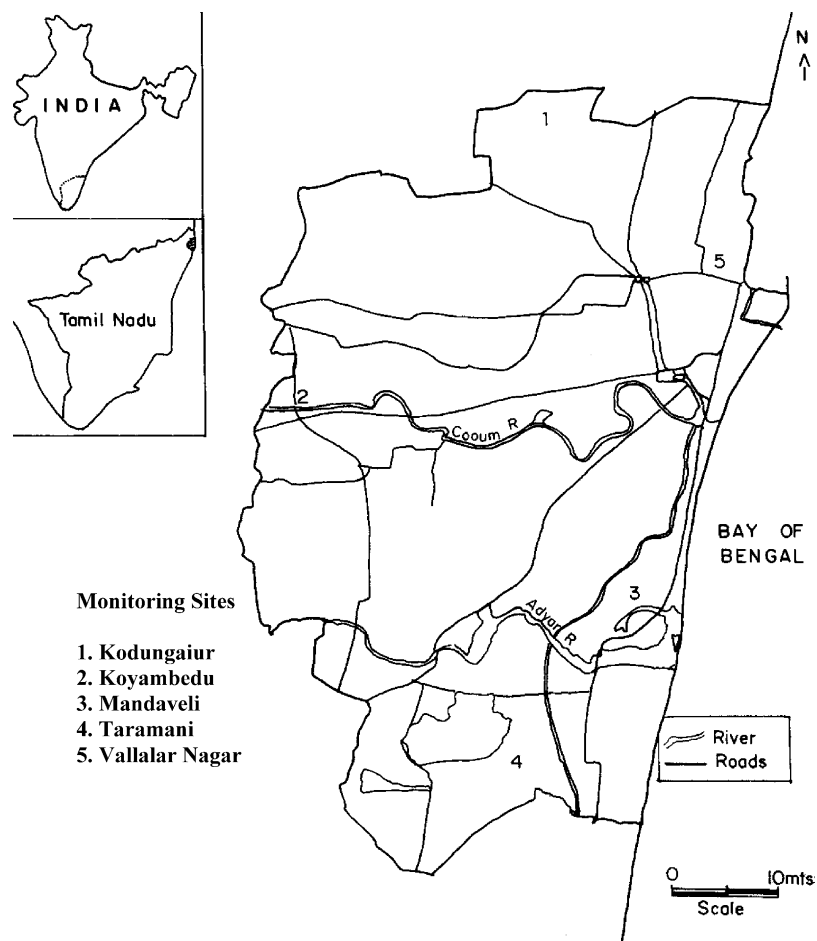 INDIA
Tamil Nadu
N
1
5
2
Cooum R
BAY OF
BENGAL
3
Adyar R
4
Monitoring Sites
1. Kodungaiur
2. Koyambedu
3. Mandaveli
4. Taramani
5. Vallalar Nagar
River
Roads
0 10mts
Scale